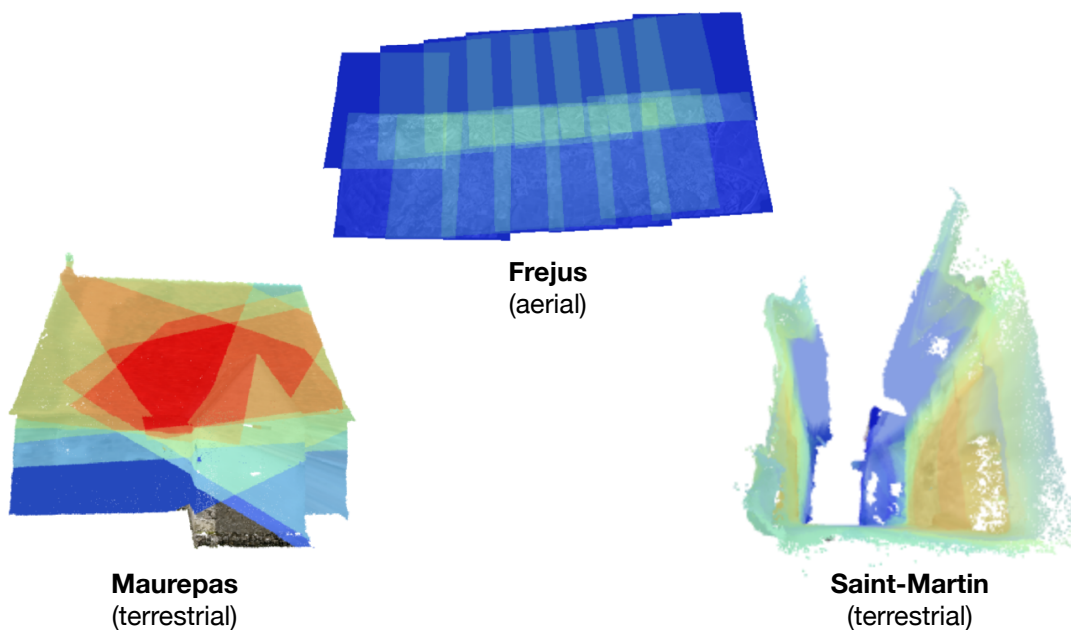 Frejus
(aerial)
Maurepas
(terrestrial)
Saint-Martin
(terrestrial)